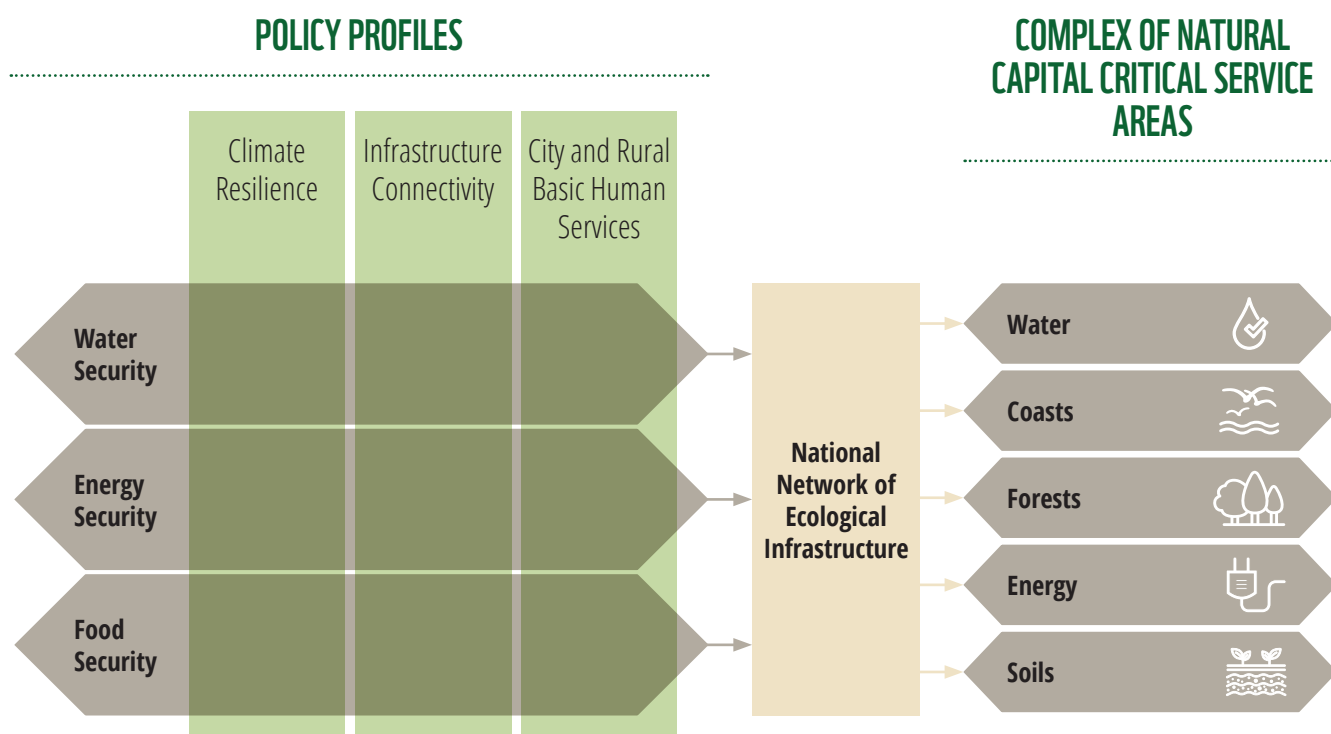 POLICY PROFILES
COMPLEX OF NATURAL
CAPITAL CRITICAL SERVICE
AREAS
Climate
Resilience
Infrastructure
Connectivity
City and Rural
Basic Human
Services
Water
Security
Energy
Security
Food
Security
National
Network of
Ecological
Infrastructure
Water
Coasts
Forests
Energy
Soils